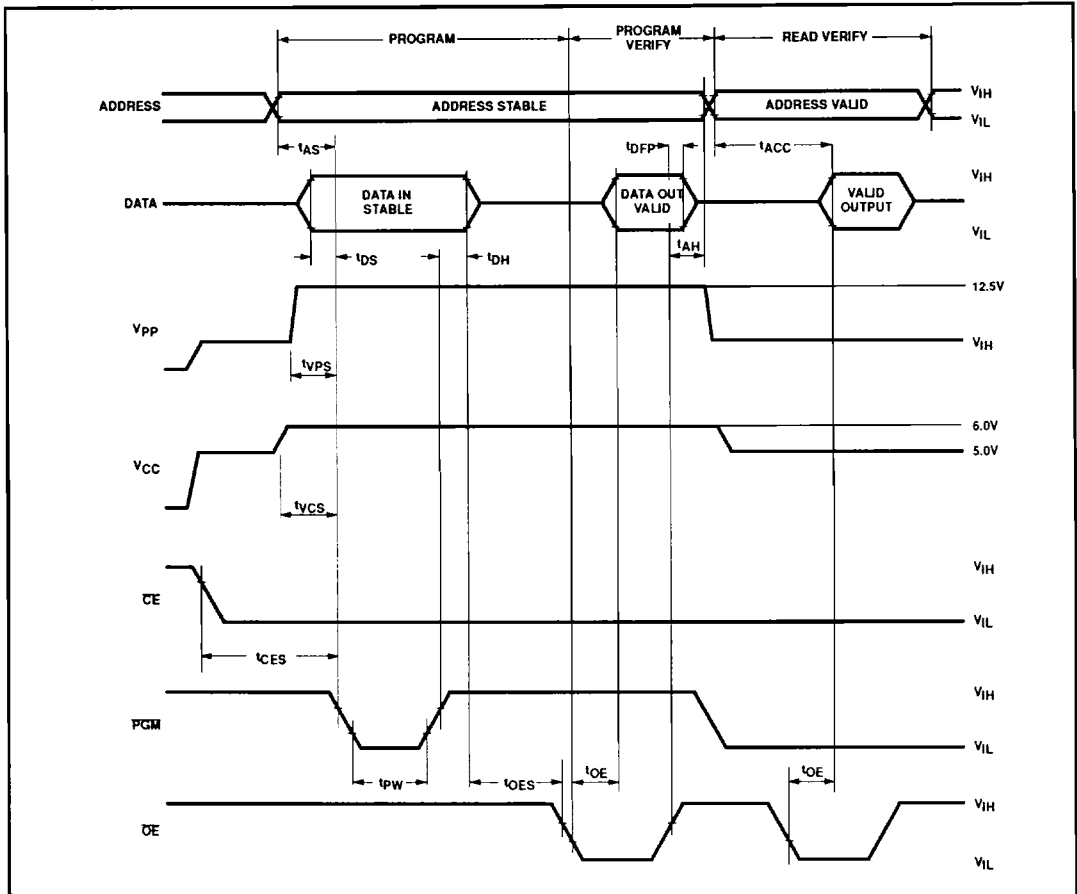 PROGRAM
PROGRAM VERIFY
READ VERIFY
ADDRESS
ADDRESS STABLE
ADDRESS VALID
VIH
VIL
tAS
tDFP
tACC
DATA
DATA IN STABLE
DATA OUT VALID
VALID OUTPUT
VIH
VIL
tDS
tDH
tAH
VPP
12.5V
VIH
tVPS
VCC
6.0V
5.0V
tVCS
CE
VIH
VIL
tCES
PGM
VIH
VIL
tPW
tOES
tOE
tOE
OE
VIH
VIL